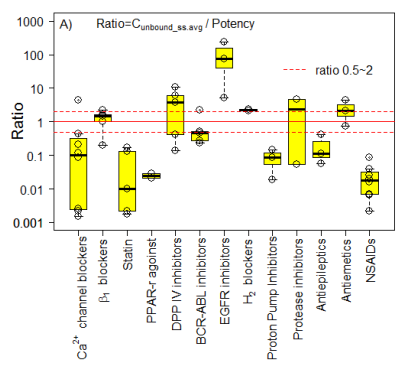 A) Ratio=Cunbound_ss.avg / Potency
ratio 0.5~2
Ratio
1000
100
10
1
0.1
0.01
0.001
Ca2+ channel blockers
β1 blockers
Statin
PPAR-r agoinst
DPP IV inhibitors
BCR-ABL inhibitors
EGFR inhibitors
H2 blockers
Proton Pump Inhibitors
Protease inhibitors
Antiepileptics
Antiemetics
NSAIDs